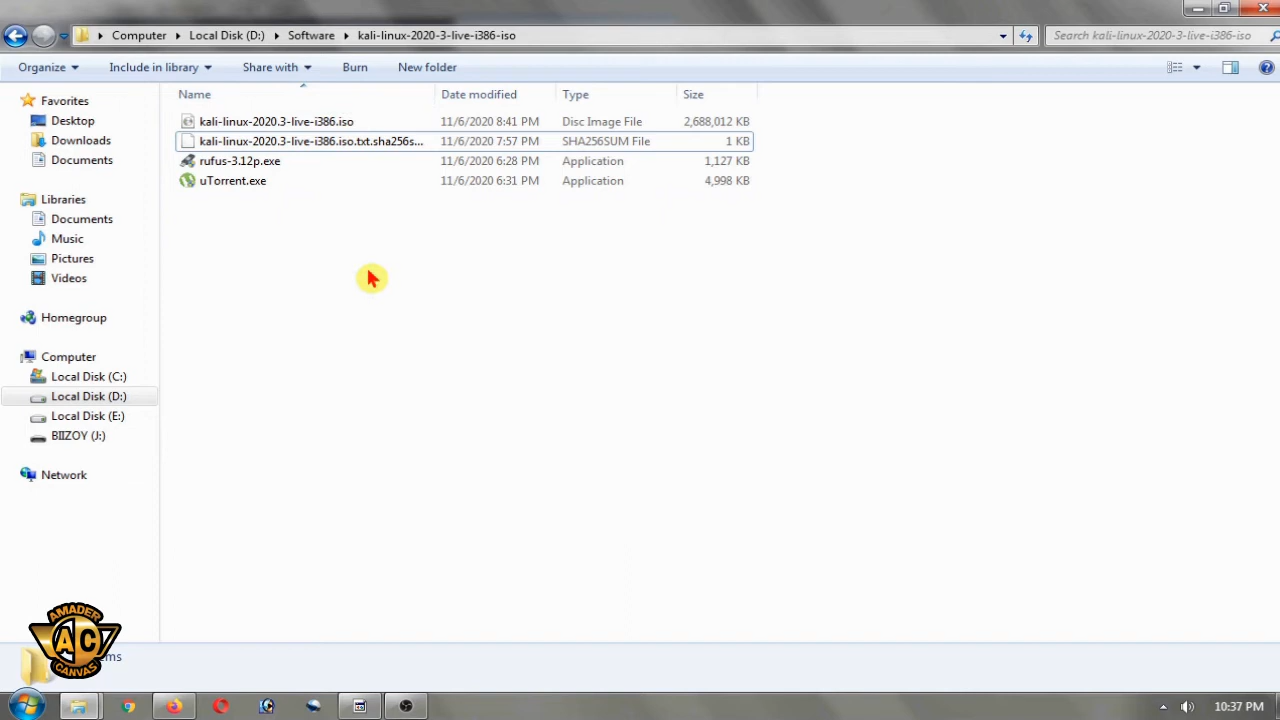 Computer Local Disk (D:) Software kali-linux-2020-3-live-i386-iso Search kali-linux-2020-3-live-i386-iso
Organize Include in library Share with Burn New folder
Name Date modified Type Size
kali-linux-2020.3-live-i386.iso 11/6/2020 8:41 PM Disc Image File 2,688,012 KB
kali-linux-2020.3-live-i386.iso.txt.sha256s... 11/6/2020 7:57 PM SHA256SUM File 1 KB
rufus-3.12p.exe 11/6/2020 6:28 PM Application 1,127 KB
uTorrent.exe 11/6/2020 6:31 PM Application 4,998 KB
Favorites
Desktop
Downloads
Documents
Libraries
Documents
Music
Pictures
Videos
Homegroup
Computer
Local Disk (C:)
Local Disk (D:)
Local Disk (E:)
BIIZOY (J:)
Network
AMADER
AC
CANVAS
10:37 PM